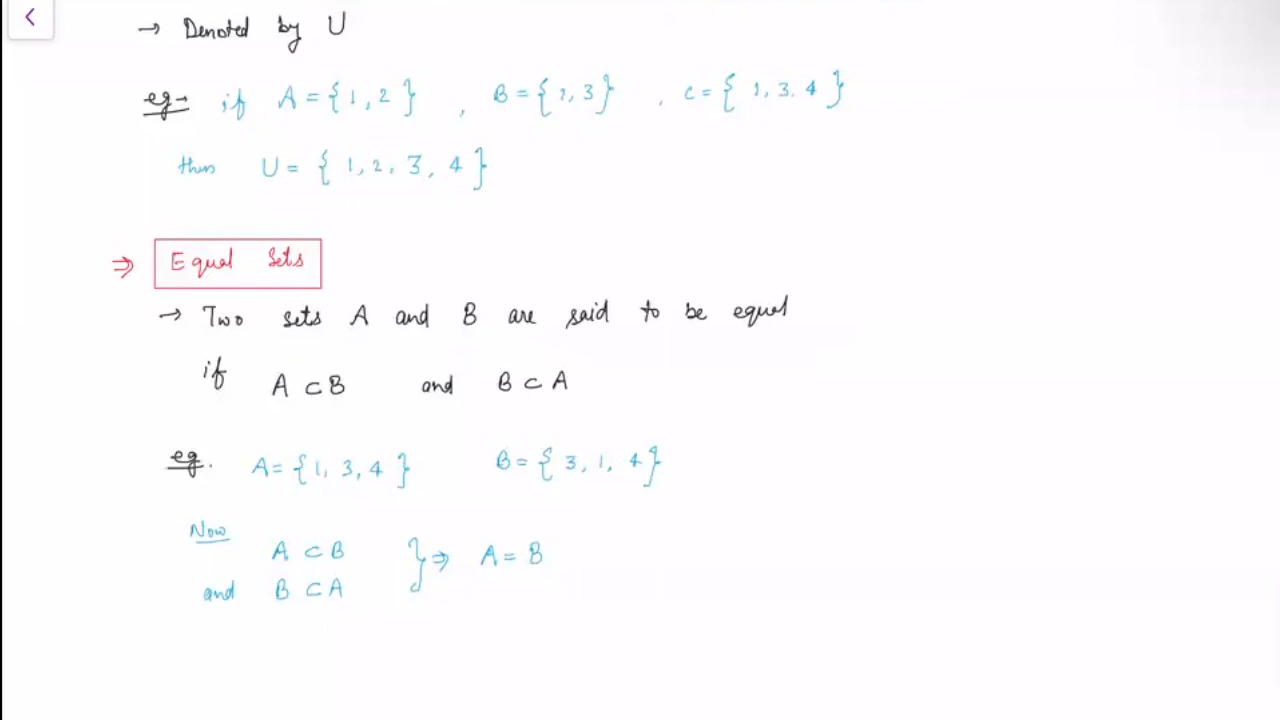 → Denoted by U
eg→ if A = {1, 2} , B = {1, 3} , C = {1, 3. 4}
then U = {1, 2, 3, 4}
⇒ Equal Sets
→ Two sets A and B are said to be equal
if A ⊂ B and B ⊂ A
eg. A = {1, 3, 4} B = {3, 1, 4}
Now
A ⊂ B } ⇒ A = B
and B ⊂ A